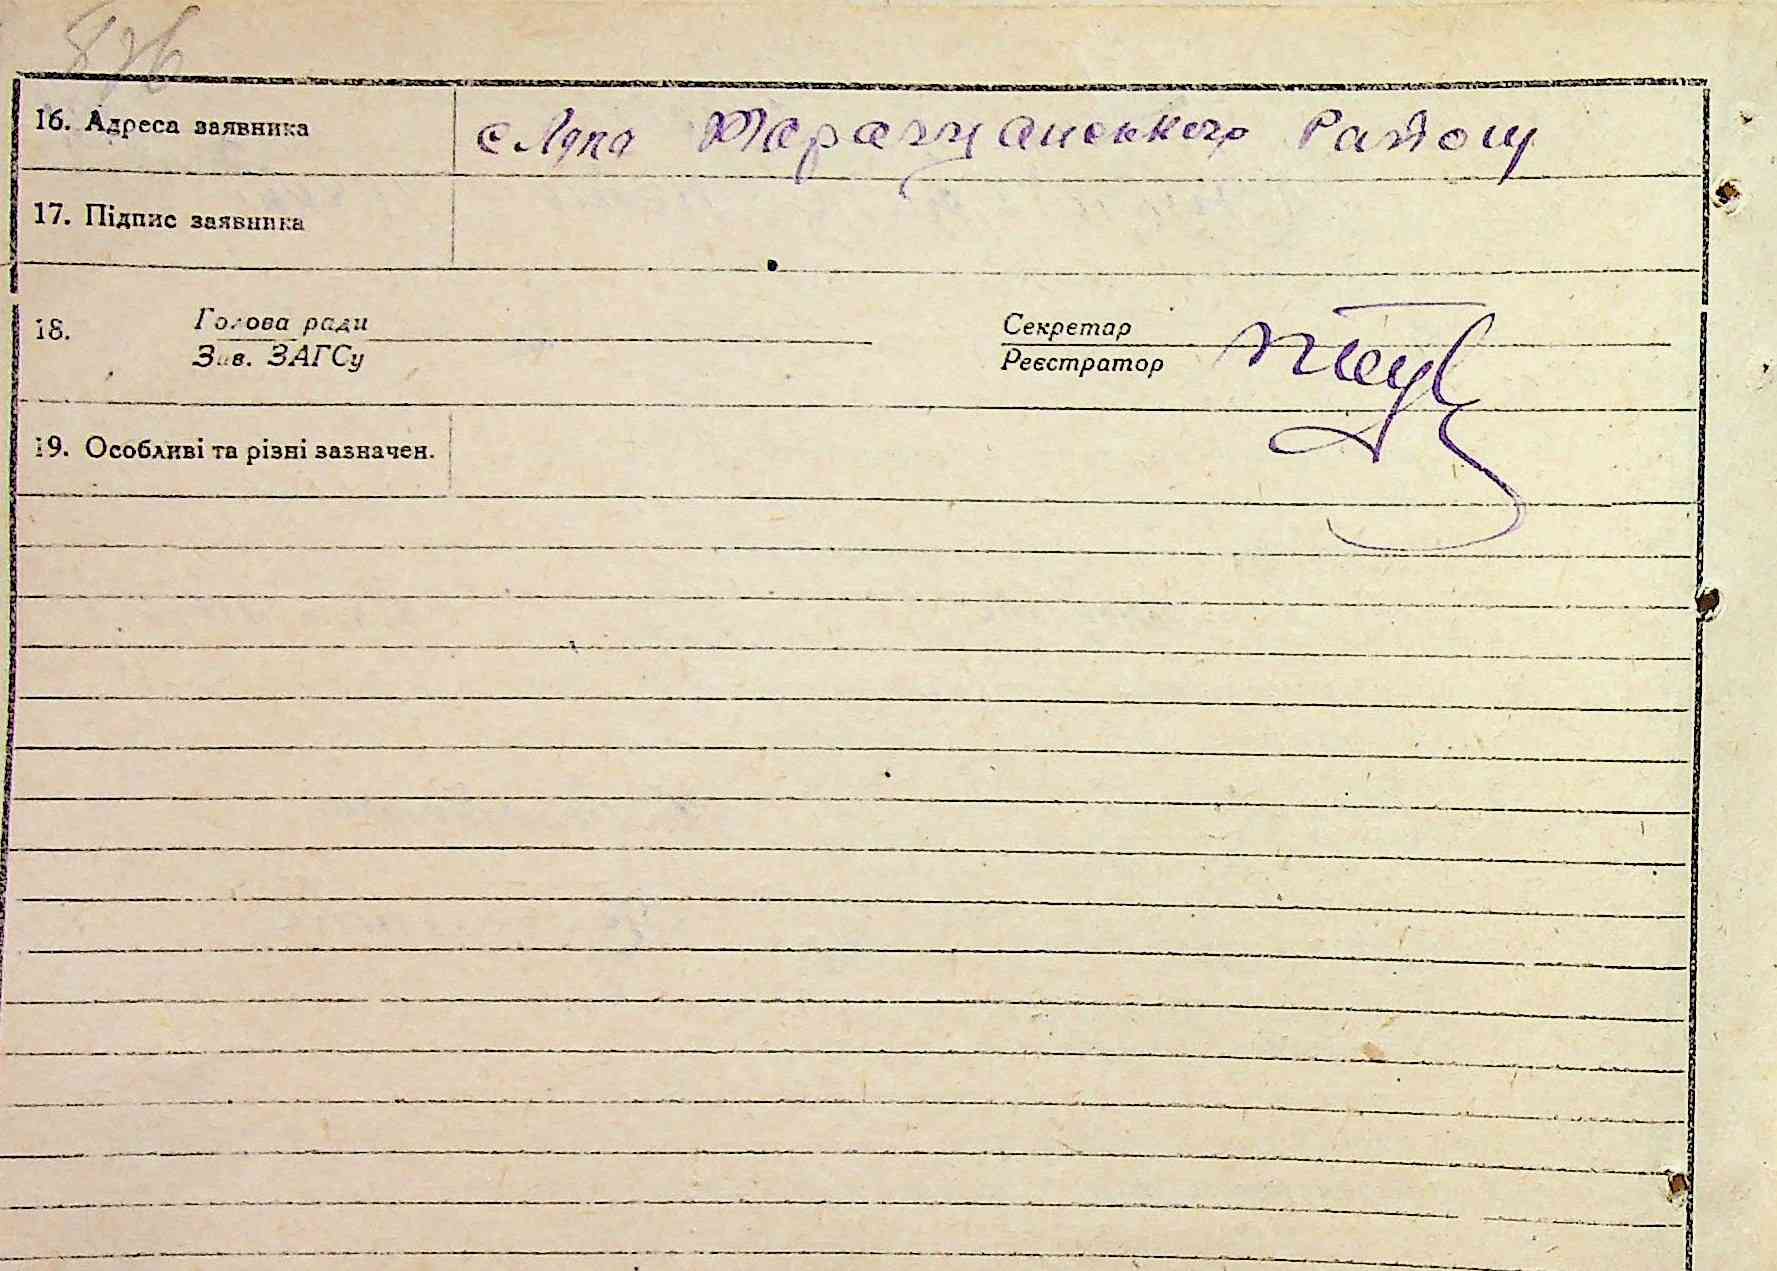 826
16. Адреса заявника с Лука Таращанського Району
17. Підпис заявника
18. Голова ради Секретар
Зав. ЗАГСу Реєстратор
19. Особливі та різні зазначен.